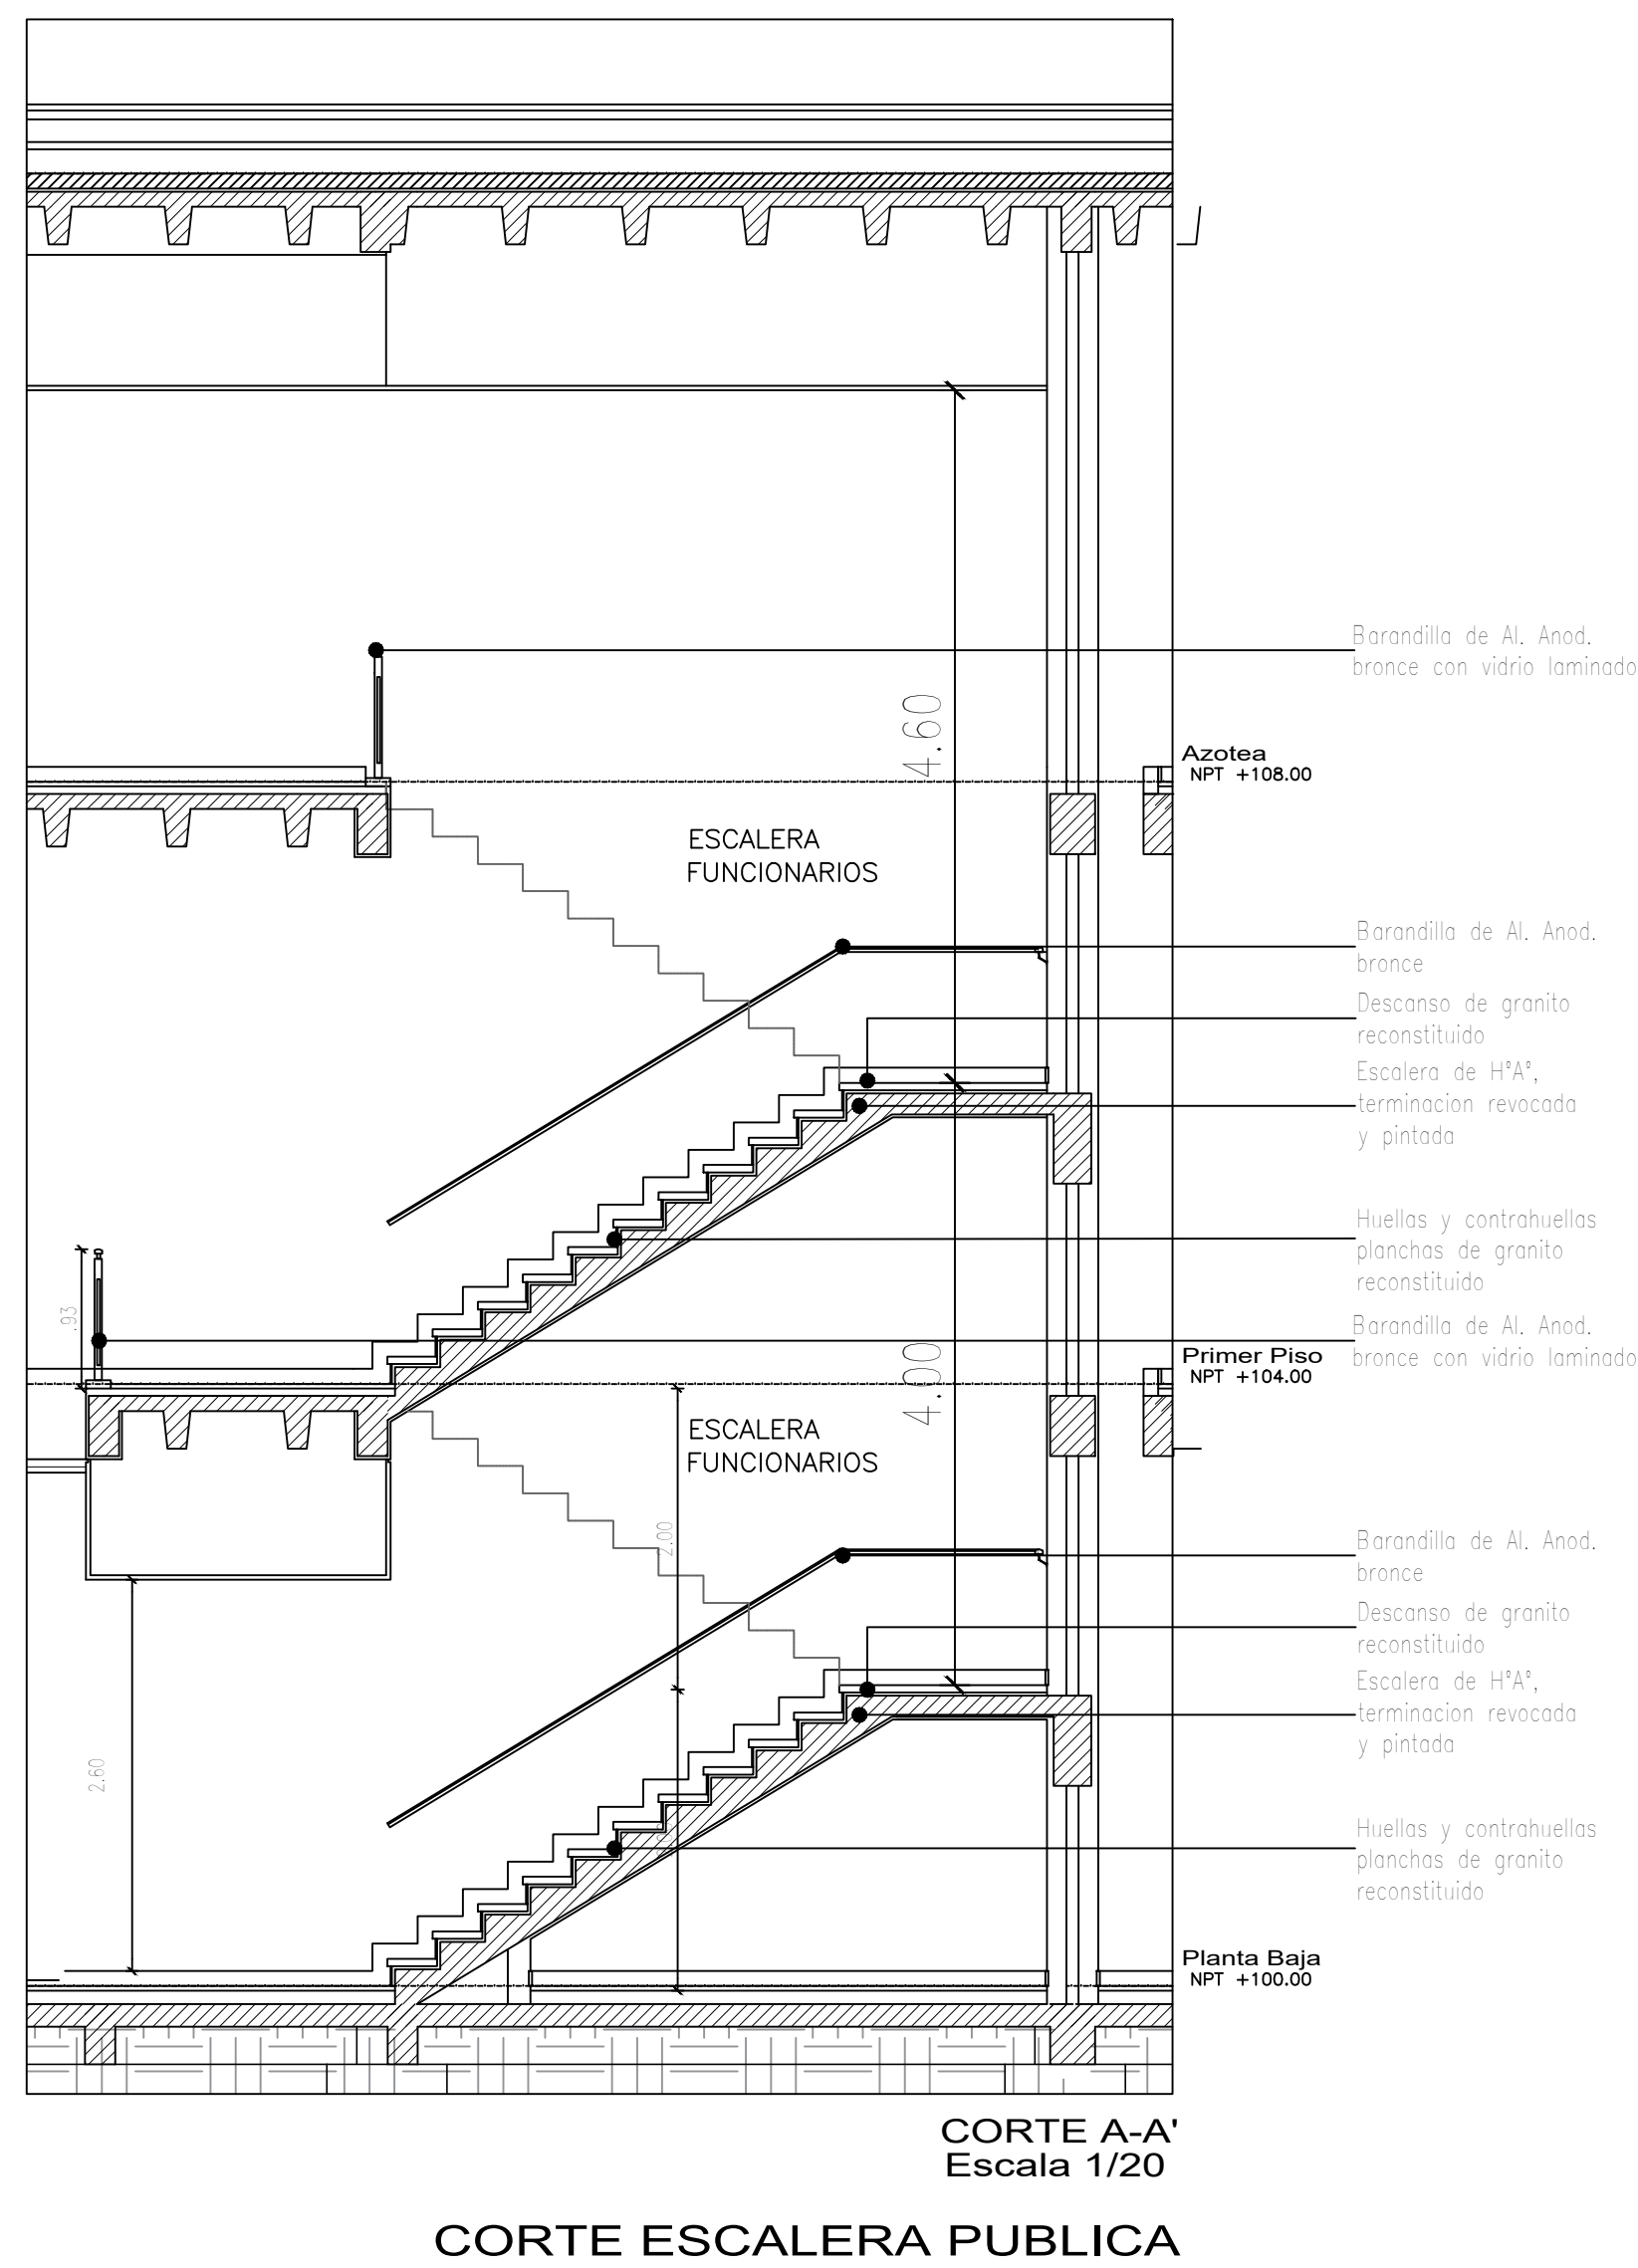 Barandilla de Al. Anod.
bronce con vidrio laminado
4.60
Azotea
NPT +108.00
ESCALERA
FUNCIONARIOS
Barandilla de Al. Anod.
bronce
Descanso de granito
reconstituido
Escalera de H°A°,
terminacion revocada
y pintada
Huellas y contrahuellas
planchas de granito
reconstituido
.93
Barandilla de Al. Anod.
bronce con vidrio laminado
Primer Piso
NPT +104.00
4.00
ESCALERA
FUNCIONARIOS
2.00
Barandilla de Al. Anod.
bronce
Descanso de granito
reconstituido
Escalera de H°A°,
terminacion revocada
y pintada
2.60
Huellas y contrahuellas
planchas de granito
reconstituido
Planta Baja
NPT +100.00
CORTE A-A'
Escala 1/20
CORTE ESCALERA PUBLICA